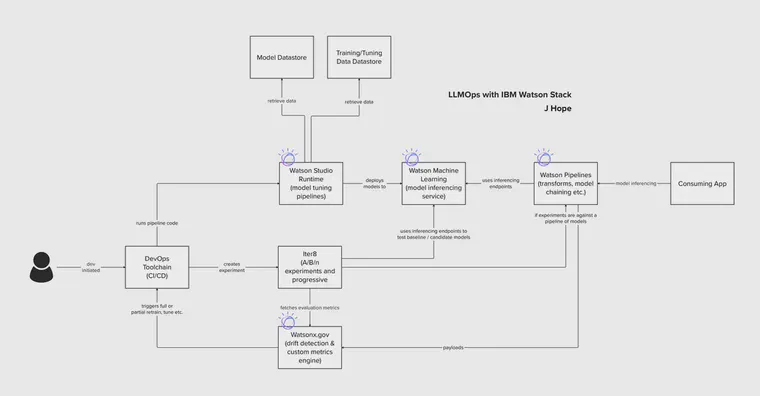 Model Datastore
Training/Tuning
Data Datastore
LLMOps with IBM Watson Stack
J Hope
retrieve data
retrieve data
Watson Studio
Runtime
(model tuning
pipelines)
deploys
models to
Watson Machine
Learning
(model inferencing
service)
uses inferencing
endpoints
Watson Pipelines
(transforms, model
chaining etc.)
model inferencing
Consuming App
runs pipeline code
if experiments are against a
pipeline of models
uses inferencing endpoints to
test baseline / candidate models
dev
initiated
DevOps
Toolchain
(CI/CD)
creates
experiment
Iter8
(A/B/n
experiments and
progressive
triggers full or
partial retrain, tune etc.
fetches evaluation metrics
Watsonx.gov
(drift detection &
custom metrics
engine)
payloads